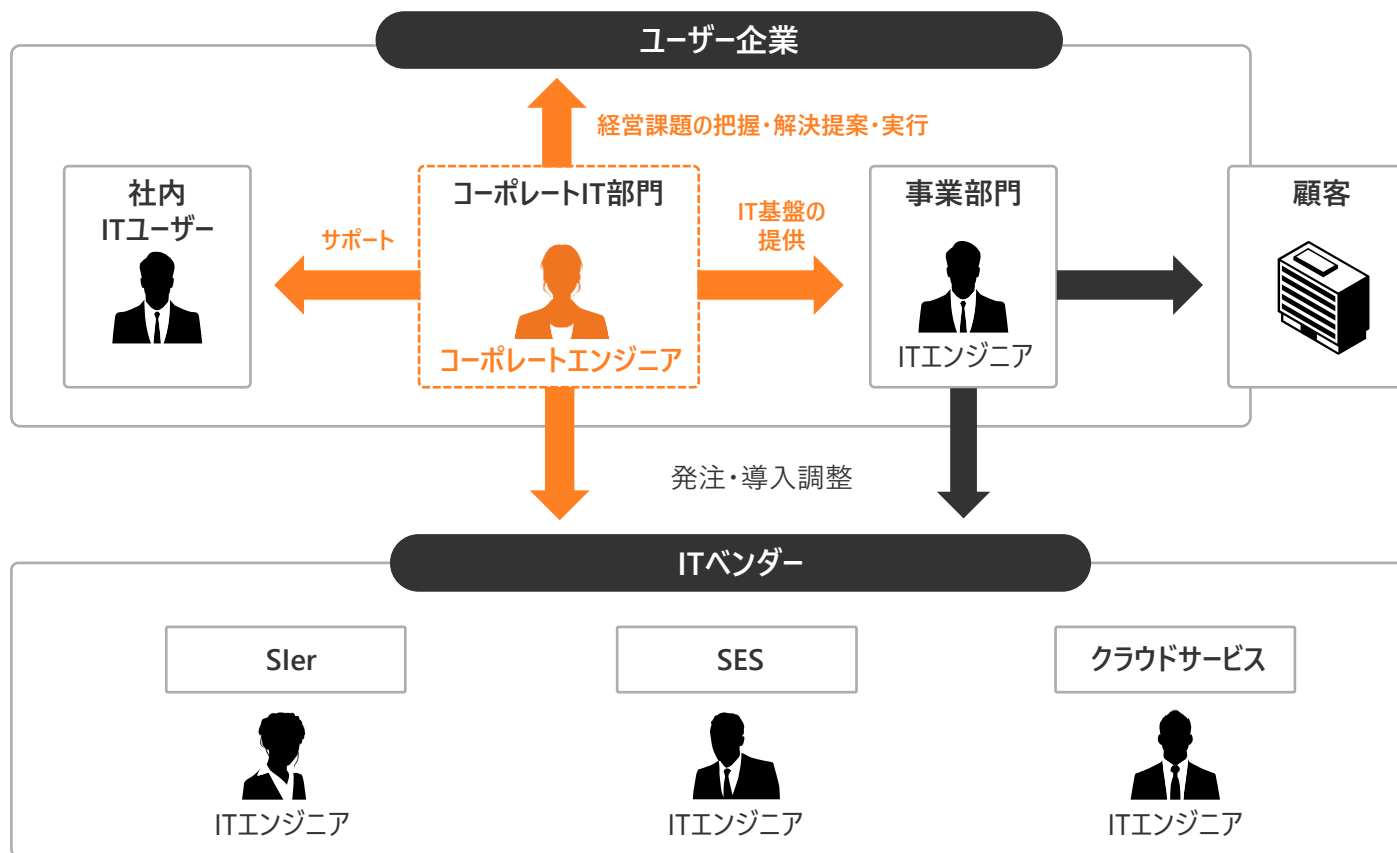 ユーザー企業
経営課題の把握・解決提案・実行
社内
ITユーザー
サポート
コーポレートIT部門
コーポレートエンジニア
IT基盤の
提供
事業部門
ITエンジニア
顧客
発注・導入調整
ITベンダー
SIer
SES
クラウドサービス
ITエンジニア
ITエンジニア
ITエンジニア